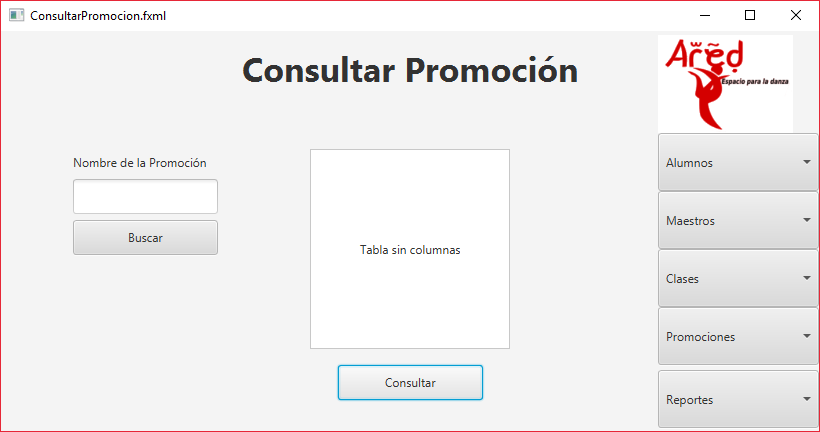 ConsultarPromocion.fxml
Consultar Promoción
Ared
Espacio para la danza
Nombre de la Promoción
Buscar
Tabla sin columnas
Consultar
Alumnos
Maestros
Clases
Promociones
Reportes